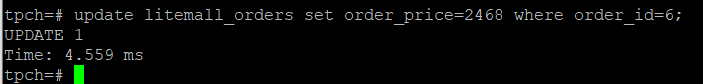 tpch=# update litemall_orders set order_price=2468 where order_id=6;
UPDATE 1
Time: 4.559 ms
tpch=#